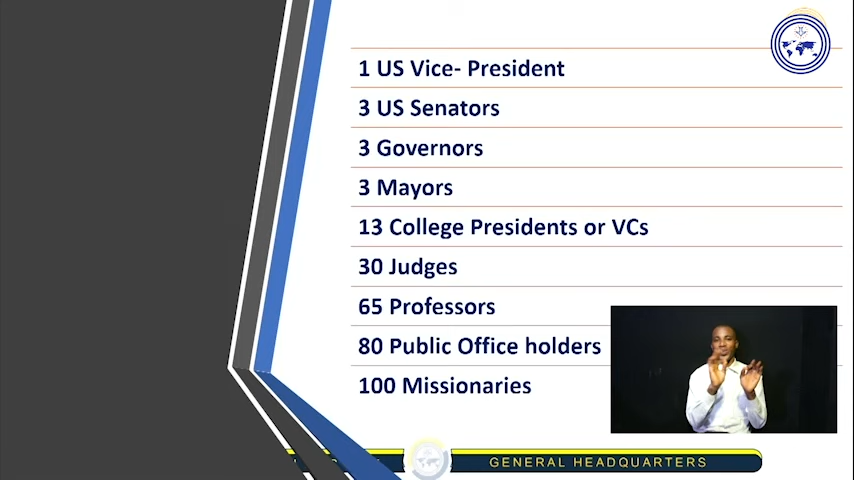 1 US Vice- President
3 US Senators
3 Governors
3 Mayors
13 College Presidents or VCs
30 Judges
65 Professors
80 Public Office holders
100 Missionaries
GENERAL HEADQUARTERS